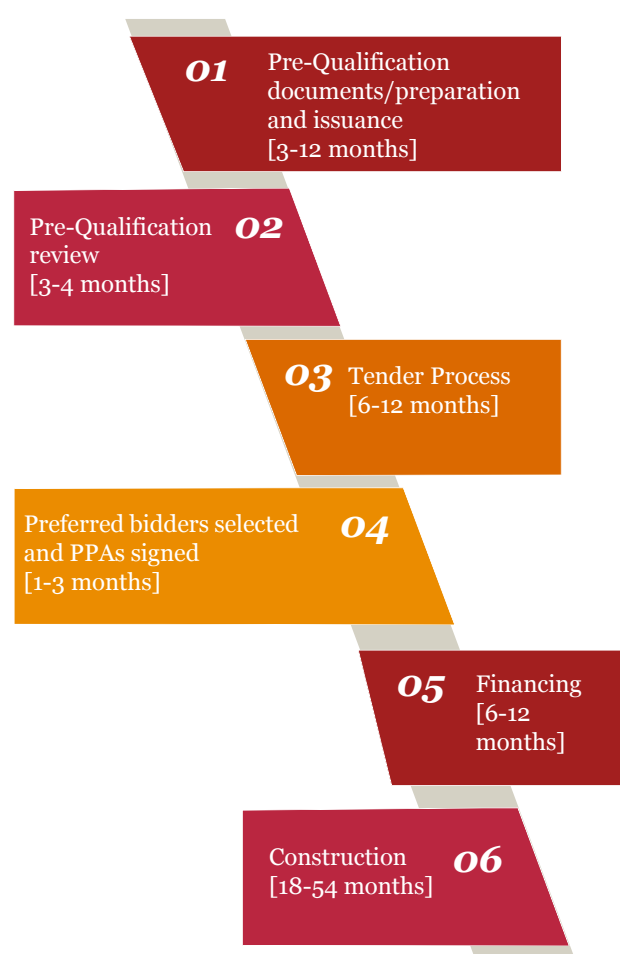 01
Pre-Qualification
documents/preparation
and issuance
[3-12 months]
Pre-Qualification
review
[3-4 months]
02
03
Tender Process
[6-12 months]
Preferred bidders selected
and PPAs signed
[1-3 months]
04
05
Financing
[6-12
months]
Construction
[18-54 months]
06